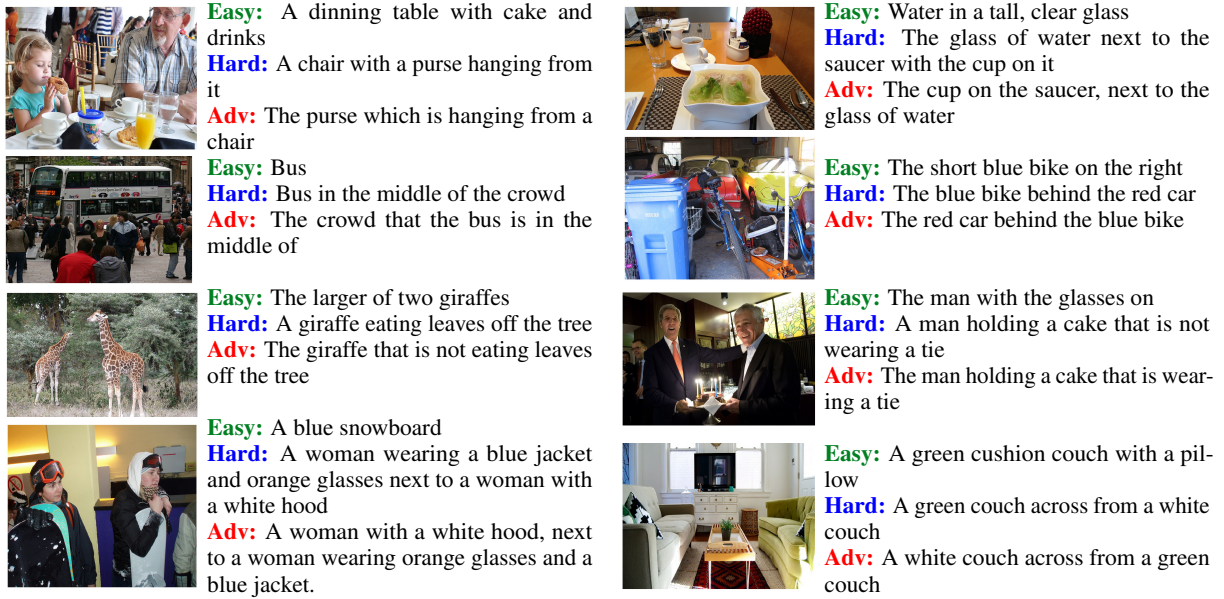 Easy: A dinning table with cake and
drinks
Hard: A chair with a purse hanging from
it
Adv: The purse which is hanging from a
chair
Easy: Bus
Hard: Bus in the middle of the crowd
Adv: The crowd that the bus is in the
middle of
Easy: The larger of two giraffes
Hard: A giraffe eating leaves off the tree
Adv: The giraffe that is not eating leaves
off the tree
Easy: A blue snowboard
Hard: A woman wearing a blue jacket
and orange glasses next to a woman with
a white hood
Adv: A woman with a white hood, next
to a woman wearing orange glasses and a
blue jacket.
Easy: Water in a tall, clear glass
Hard: The glass of water next to the
saucer with the cup on it
Adv: The cup on the saucer, next to the
glass of water
Easy: The short blue bike on the right
Hard: The blue bike behind the red car
Adv: The red car behind the blue bike
Easy: The man with the glasses on
Hard: A man holding a cake that is not
wearing a tie
Adv: The man holding a cake that is wear-
ing a tie
Easy: A green cushion couch with a pil-
low
Hard: A green couch across from a white
couch
Adv: A white couch across from a green
couch